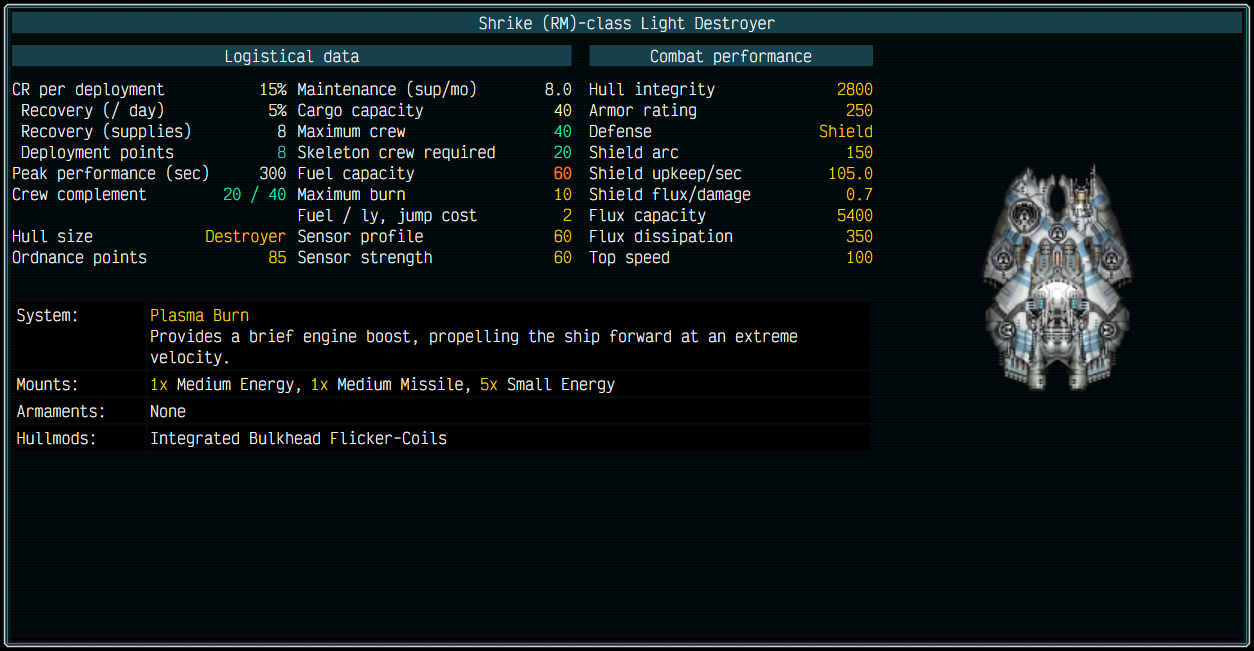 Shrike (RM)-class Light Destroyer
Logistical data
Combat performance
CR per deployment 15% Maintenance (sup/mo) 8.0 Hull integrity 2800
Recovery (/ day) 5% Cargo capacity 40 Armor rating 250
Recovery (supplies) 8 Maximum crew 40 Defense Shield
Deployment points 8 Skeleton crew required 20 Shield arc 150
Peak performance (sec) 300 Fuel capacity 60 Shield upkeep/sec 105.0
Crew complement 20 / 40 Maximum burn 10 Shield flux/damage 0.7
Fuel / ly, jump cost 2 Flux capacity 5400
Hull size Destroyer Sensor profile 60 Flux dissipation 350
Ordnance points 85 Sensor strength 60 Top speed 100
System: Plasma Burn
Provides a brief engine boost, propelling the ship forward at an extreme
velocity.
Mounts: 1x Medium Energy, 1x Medium Missile, 5x Small Energy
Armaments: None
Hullmods: Integrated Bulkhead Flicker-Coils